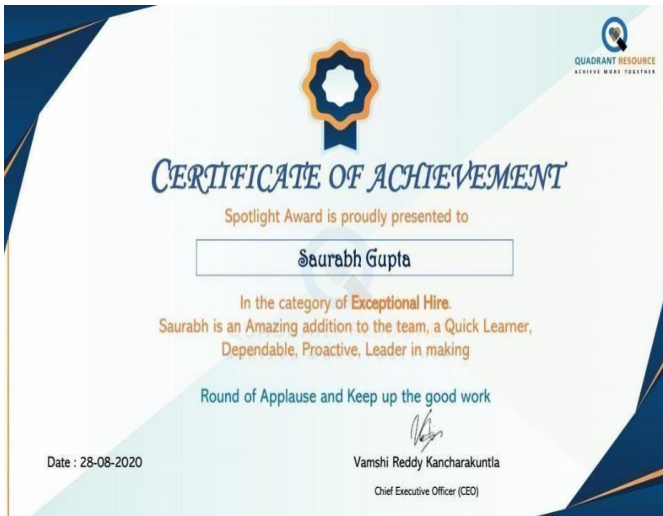 QUADRANT RESOURCE
ACHIEVE MORE TOGETHER
CERTIFICATE OF ACHIEVEMENT
Spotlight Award is proudly presented to
Saurabh Gupta
In the category of Exceptional Hire.
Saurabh is an Amazing addition to the team, a Quick Learner,
Dependable, Proactive, Leader in making
Round of Applause and Keep up the good work
Date : 28-08-2020
Vamshi Reddy Kancharakuntla
Chief Executive Officer (CEO)